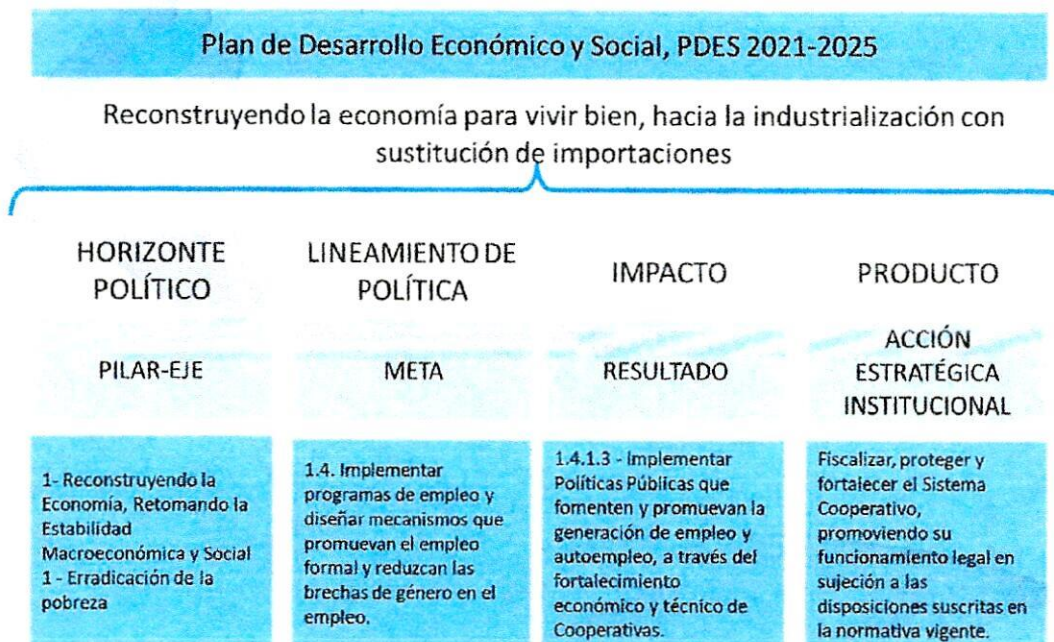 Plan de Desarrollo Económico y Social, PDES 2021-2025
Reconstruyendo la economía para vivir bien, hacia la industrialización con
sustitución de importaciones
HORIZONTE
POLÍTICO
LINEAMIENTO DE
POLÍTICA
IMPACTO
PRODUCTO
PILAR-EJE
META
RESULTADO
ACCIÓN
ESTRATÉGICA
INSTITUCIONAL
1- Reconstruyendo la
Economía, Retomando la
Estabilidad
Macroeconómica y Social
1 - Erradicación de la
pobreza
1.4. Implementar
programas de empleo y
diseñar mecanismos que
promuevan el empleo
formal y reduzcan las
brechas de género en el
empleo.
1.4.1.3 - Implementar
Políticas Públicas que
fomenten y promuevan la
generación de empleo y
autoempleo, a través del
fortalecimiento
económico y técnico de
Cooperativas.
Fiscalizar, proteger y
fortalecer el Sistema
Cooperativo,
promoviendo su
funcionamiento legal en
sujeción a las
disposiciones suscritas en
la normativa vigente.